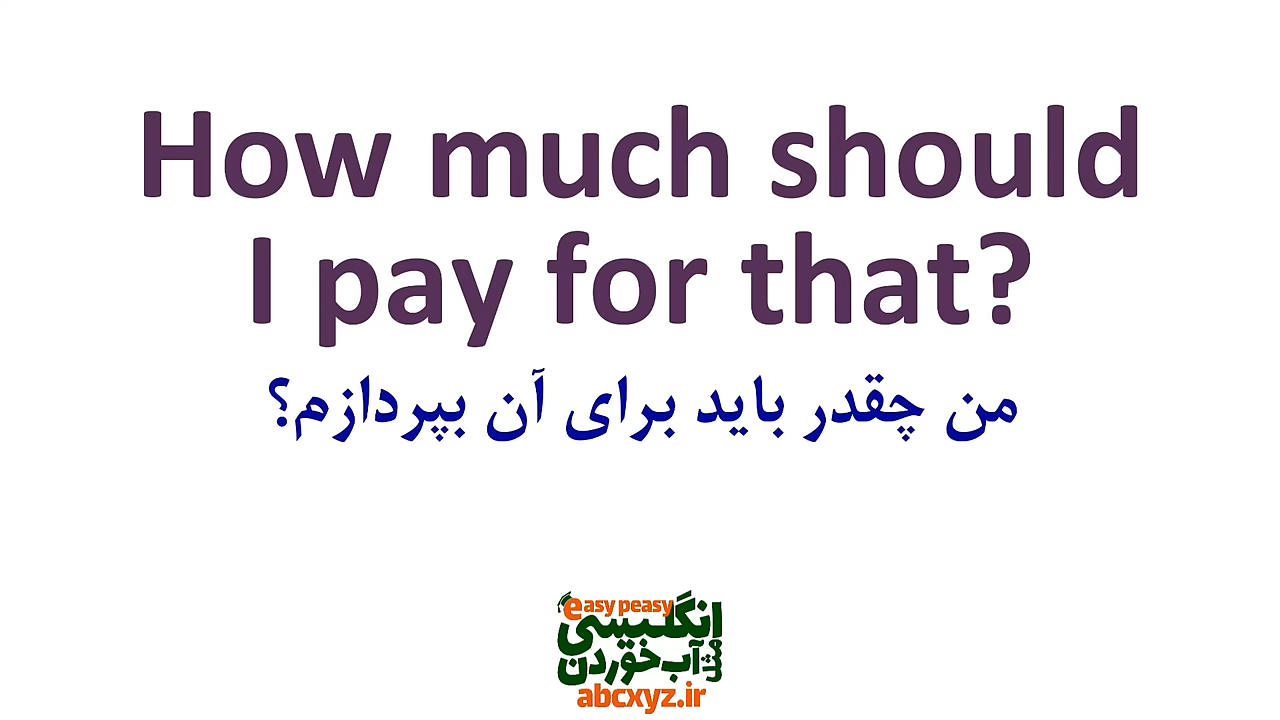 How much should
I pay for that?
من چقدر باید برای آن بپردازم؟
easy peasy
انگلیسی
مثل آب خوردن
abcxyz.ir